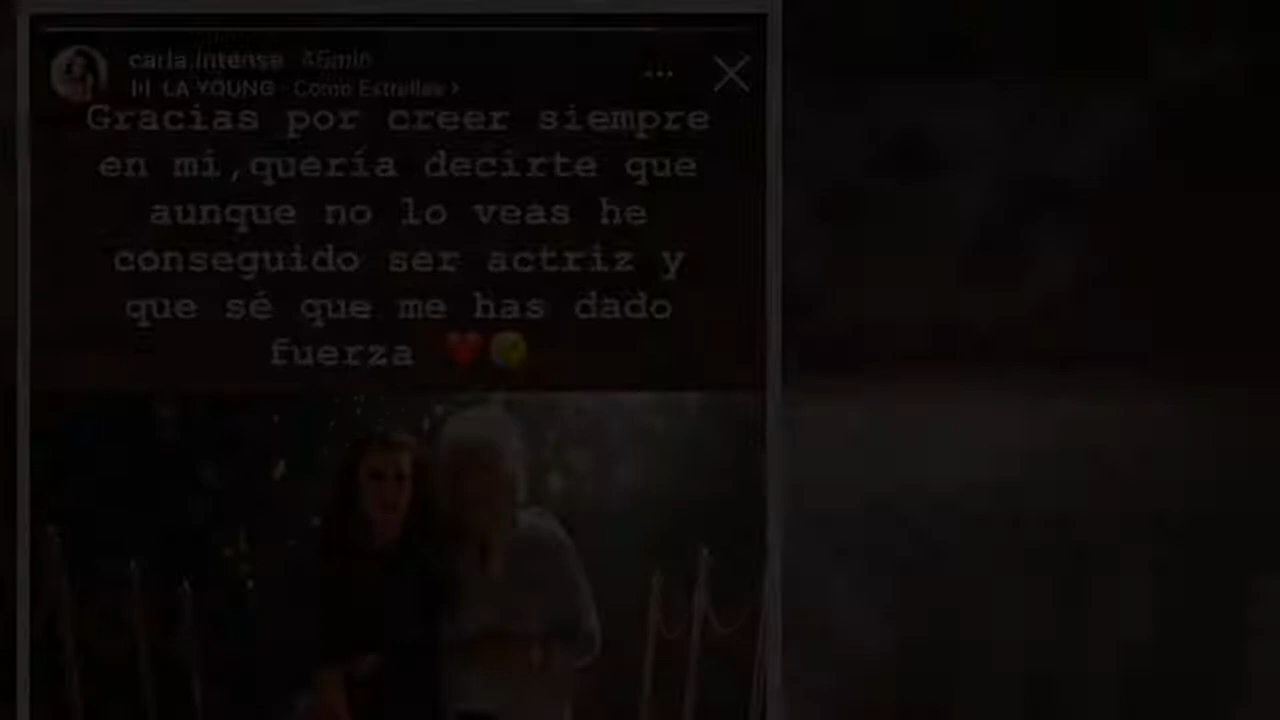 carla.intense 45min
LA YOUNG · Como Estrellas >
Gracias por creer siempre
en mi,quería decirte que
aunque no lo veas he
conseguido ser actriz y
que sé que me has dado
fuerza